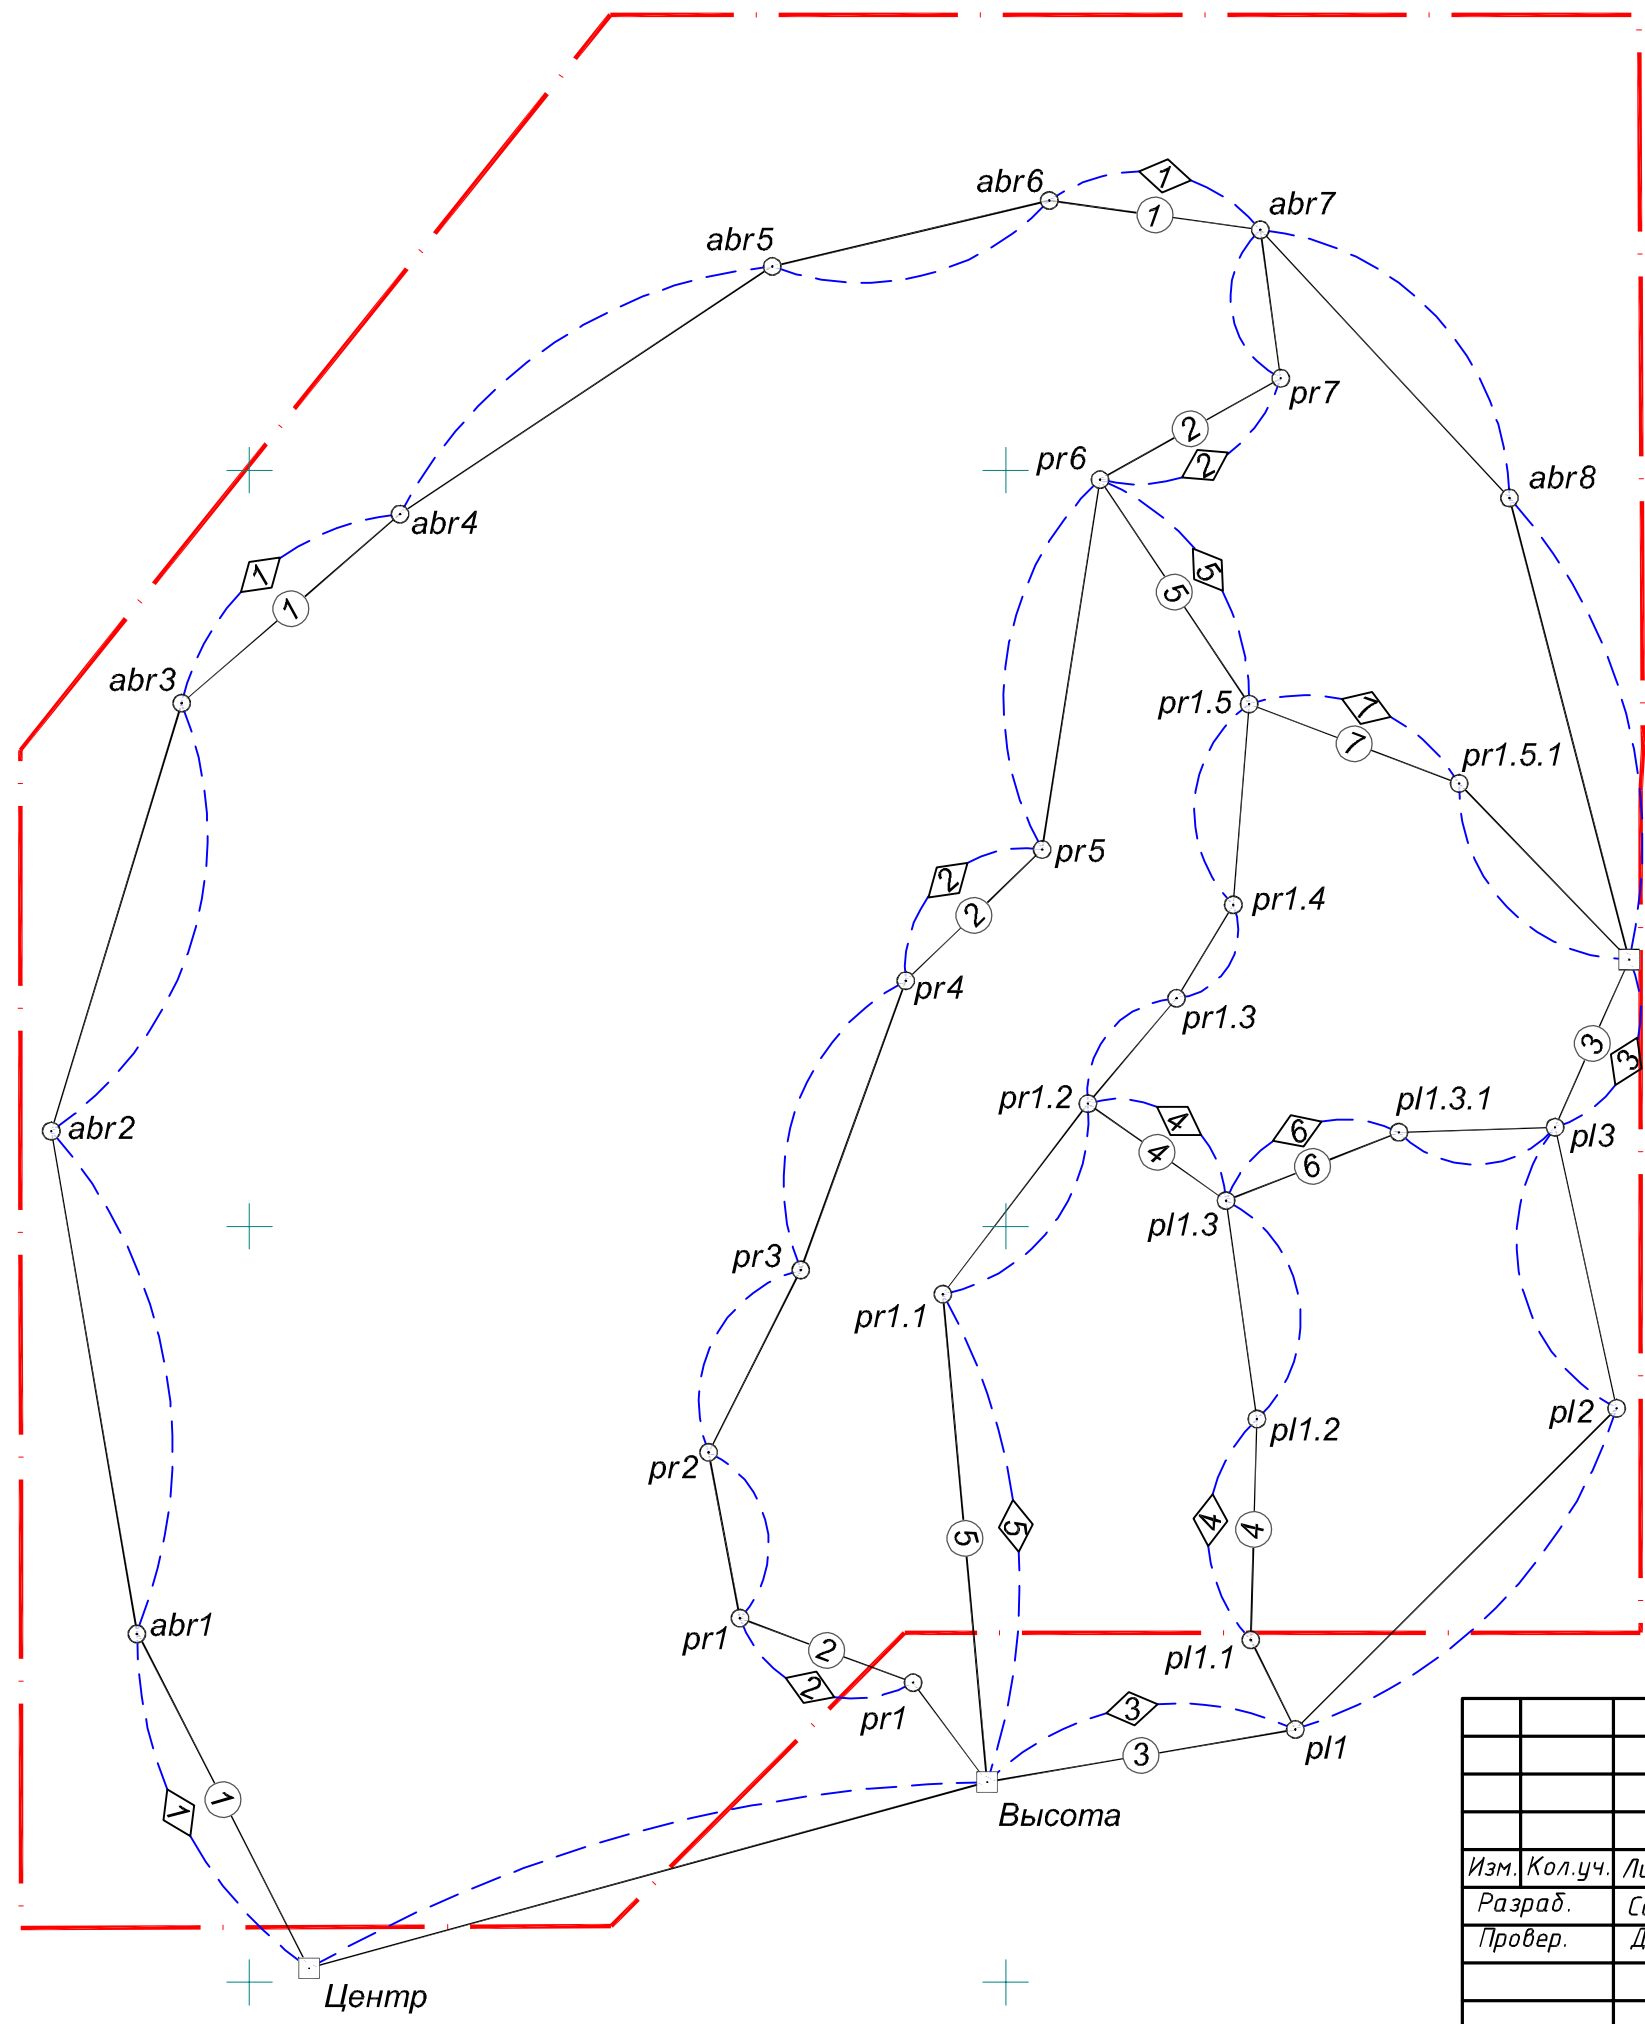 abr6
1
abr7
1
abr5
pr7
2
pr6
2
abr8
abr4
1
5
1
5
abr3
pr1.5
7
7
pr1.5.1
pr5
2
pr1.4
2
pr4
pr1.3
3
3
pr1.2
pl1.3.1
abr2
4
6
pl3
4
6
pl1.3
pr3
pr1.1
pl2
pl1.2
pr2
4
5
4
5
abr1
pr1
2
pl1.1
2
pr1
3
pl1
3
1
1
Высота
Изм. Кол.уч.
Разраб.
Провер.
Центр